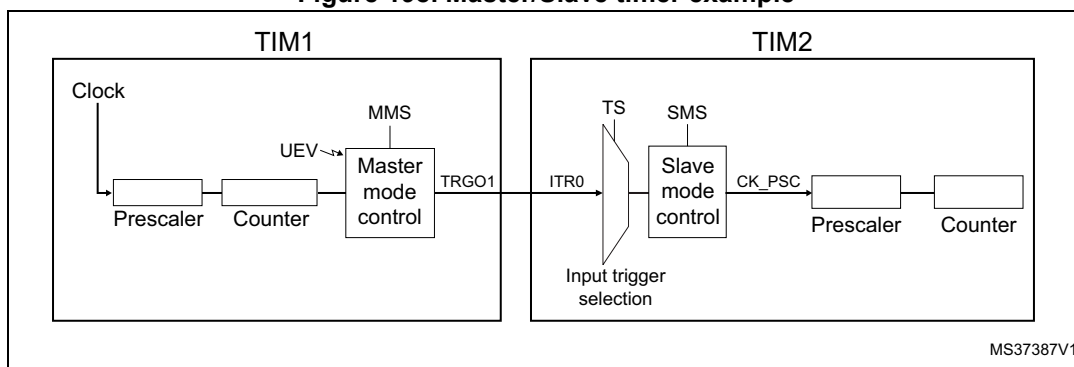 Figure 153. Master/Slave timer example
TIM1
TIM2
Clock
MMS
TS
SMS
UEV
Master
mode
control
TRGO1
ITR0
Slave
mode
control
CK_PSC
Prescaler
Counter
Prescaler
Counter
Input trigger
selection
MS37387V1